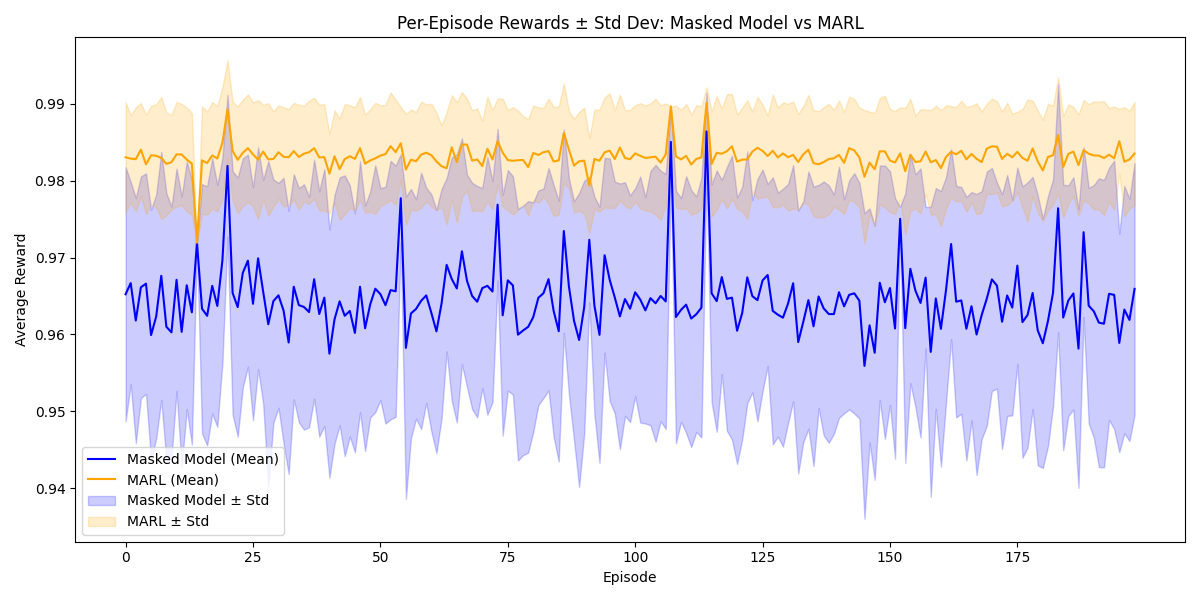 Per-Episode Rewards ± Std Dev: Masked Model vs MARL
Average Reward
0.99
0.98
0.97
0.96
0.95
0.94
Masked Model (Mean)
MARL (Mean)
Masked Model ± Std
MARL ± Std
0 25 50 75 100 125 150 175
Episode